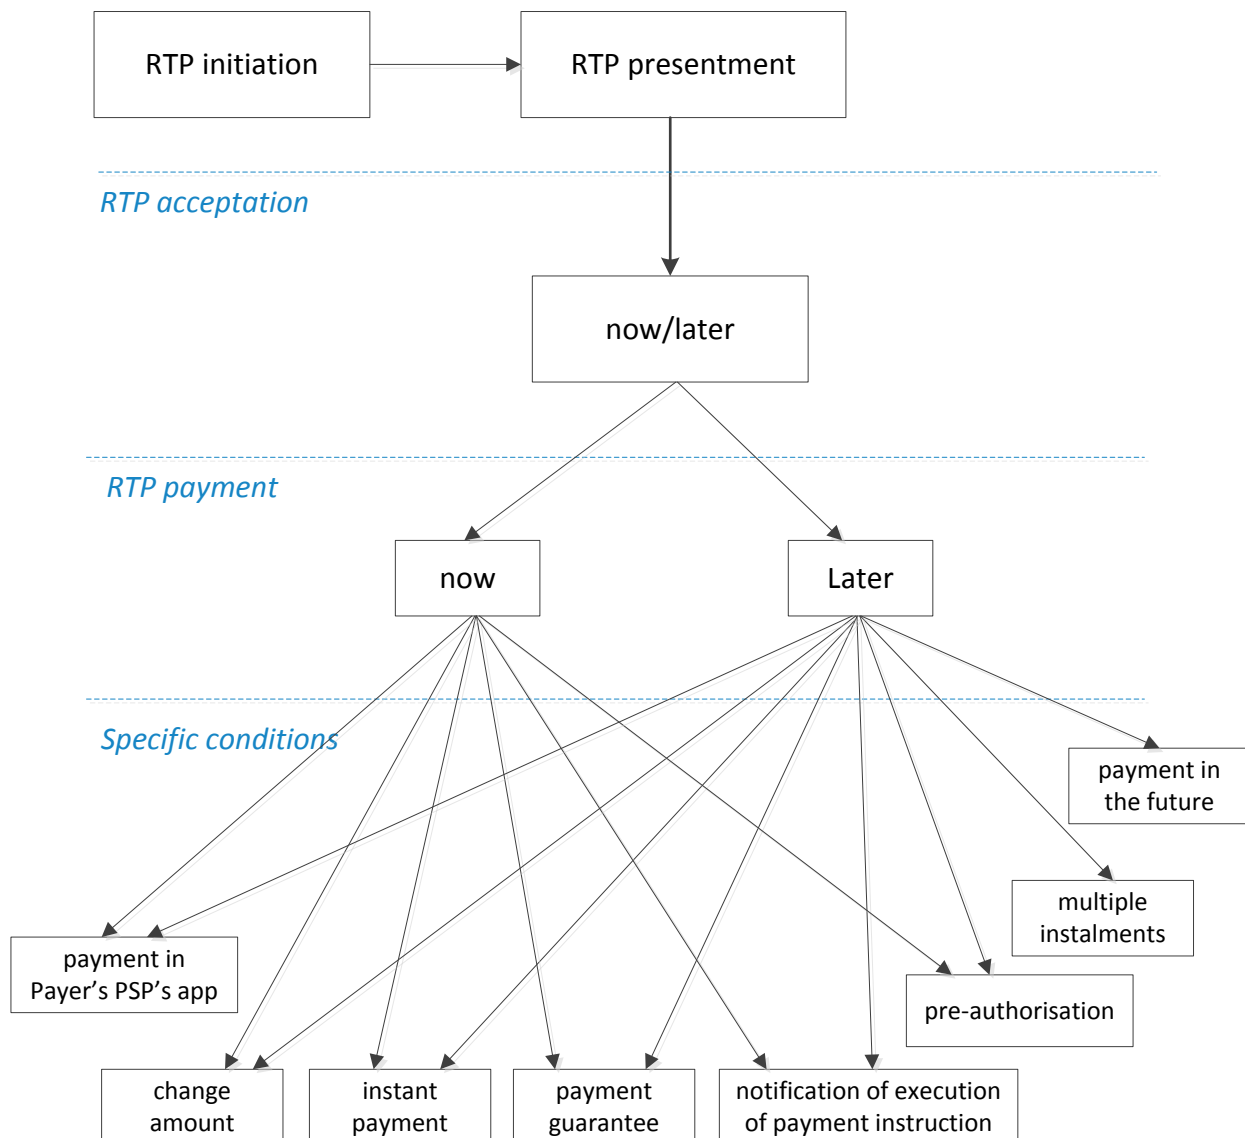 RTP initiation
RTP presentment
RTP acceptation
now/later
RTP payment
now
Later
Specific conditions
payment in
the future
multiple
instalments
payment in
Payer’s PSP’s app
pre-authorisation
change
amount
instant
payment
payment
guarantee
notification of execution
of payment instruction